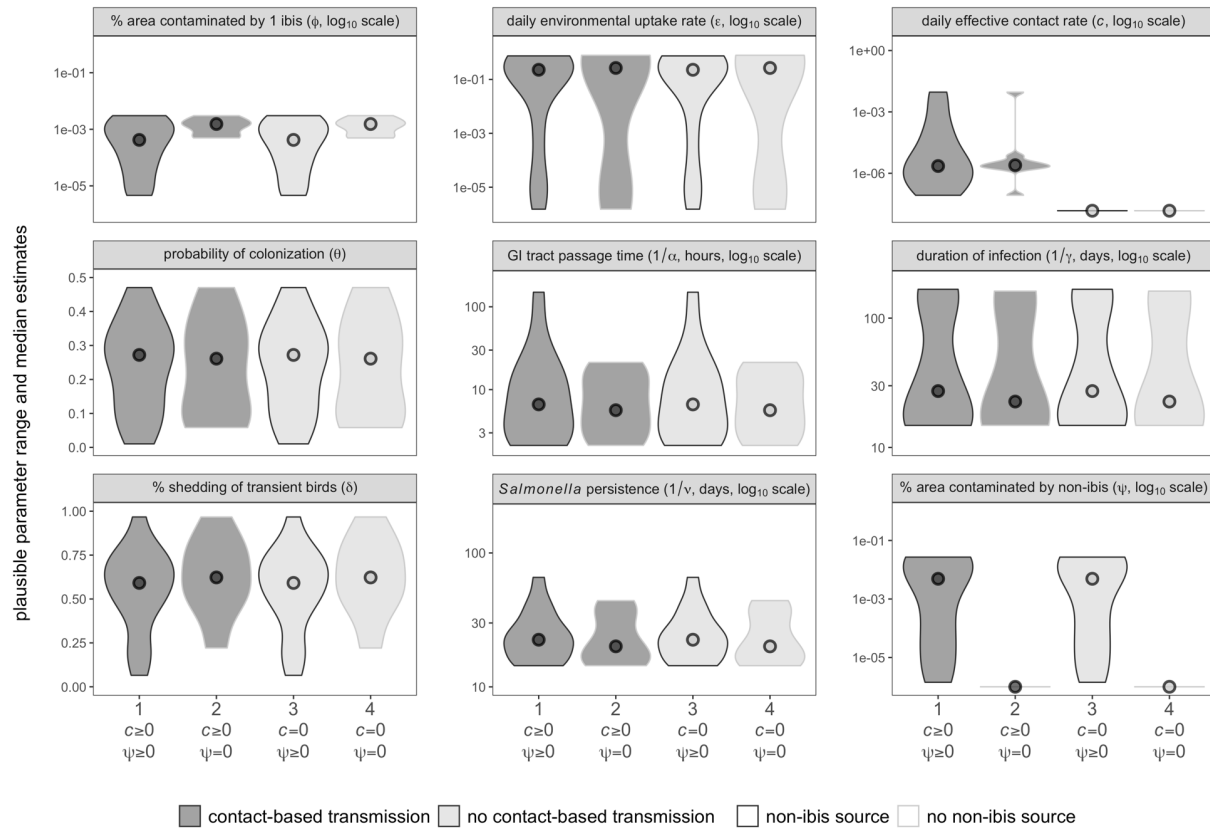 % area contaminated by 1 ibis (ϕ, log₁₀ scale)
1e-01
1e-03
1e-05
daily environmental uptake rate (ε, log₁₀ scale)
1e-01
1e-03
1e-05
daily effective contact rate (c, log₁₀ scale)
1e+00
1e-03
1e-06
probability of colonization (θ)
0.5
0.4
0.3
0.2
0.1
0.0
GI tract passage time (1/α, hours, log₁₀ scale)
100
30
10
3
duration of infection (1/γ, days, log₁₀ scale)
100
30
10
% shedding of transient birds (δ)
1.00
0.75
0.50
0.25
0.00
Salmonella persistence (1/ν, days, log₁₀ scale)
100
30
10
% area contaminated by non-ibis (ψ, log₁₀ scale)
1e-01
1e-03
1e-05
plausible parameter range and median estimates
1 2 3 4
c≥0 c≥0 c=0 c=0
ψ≥0 ψ=0 ψ≥0 ψ=0
1 2 3 4
c≥0 c≥0 c=0 c=0
ψ≥0 ψ=0 ψ≥0 ψ=0
1 2 3 4
c≥0 c≥0 c=0 c=0
ψ≥0 ψ=0 ψ≥0 ψ=0
contact-based transmission no contact-based transmission non-ibis source no non-ibis source